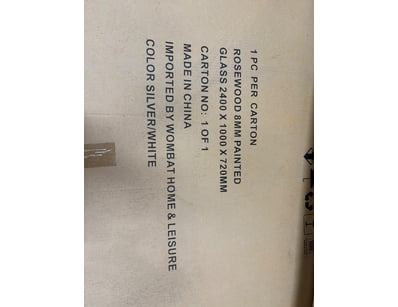 1 PC PER CARTON
ROSEWOOD 8MM PAINTED
GLASS 2400 X 1000 X 720MM
CARTON NO: 1 OF 1
MADE IN CHINA
IMPORTED BY WOMBAT HOME & LEISURE
COLOR SILVER/WHITE